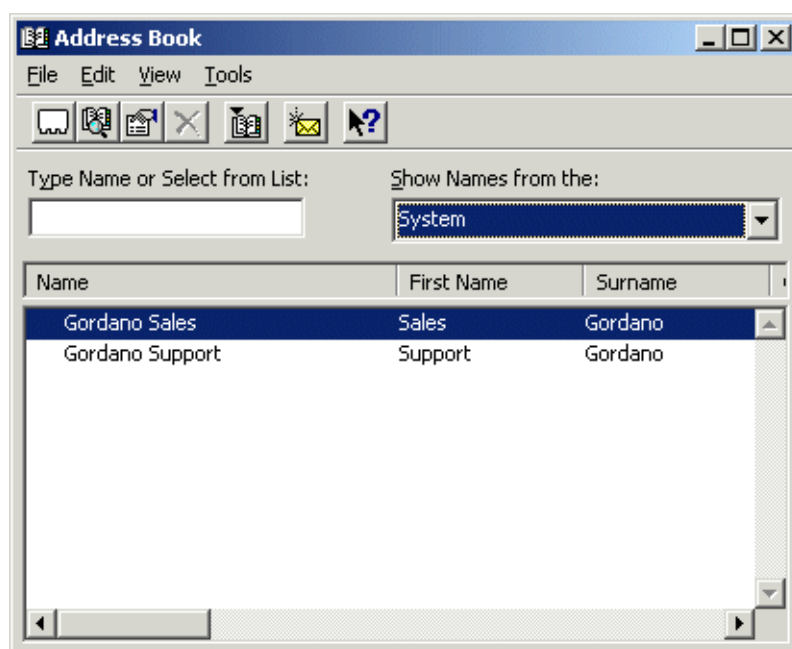 Address Book
File Edit View Tools
Type Name or Select from List: Show Names from the:
System
Name First Name Surname
Gordano Sales Sales Gordano
Gordano Support Support Gordano